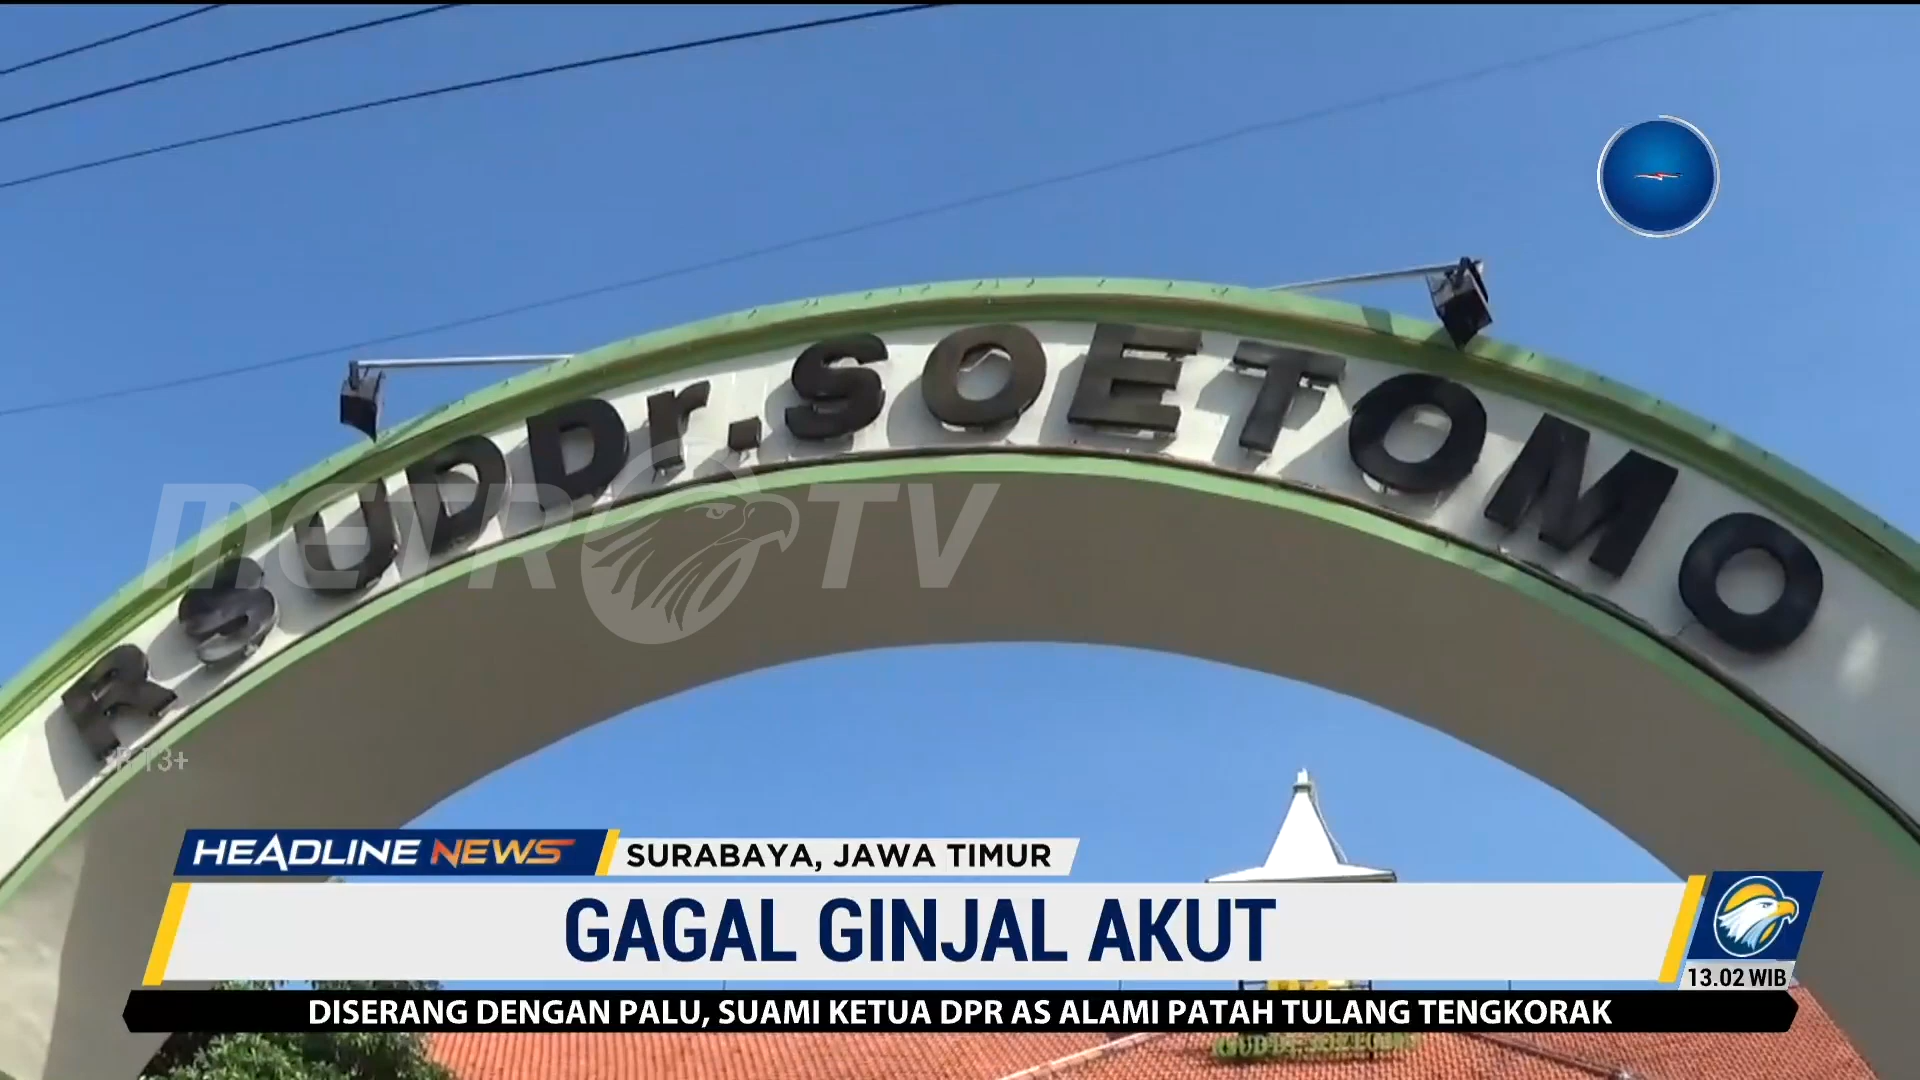 RSUD Dr. SOETOMO
METRO TV
R 13+
HEADLINE NEWS
SURABAYA, JAWA TIMUR
GAGAL GINJAL AKUT
13.02 WIB
DISERANG DENGAN PALU, SUAMI KETUA DPR AS ALAMI PATAH TULANG TENGKORAK